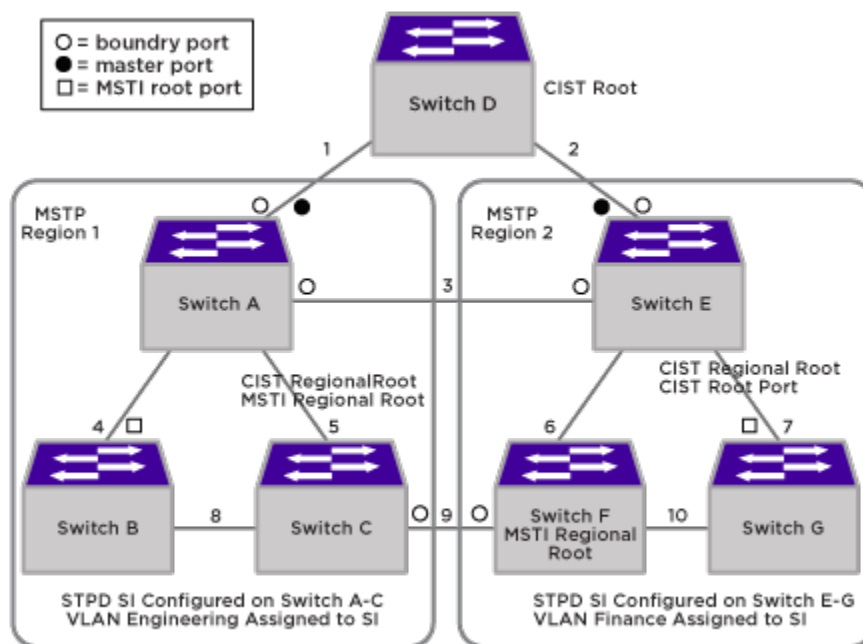 ○ = boundry port
● = master port
□ = MSTI root port
Switch D
CIST Root
1
2
MSTP
Region 1
MSTP
Region 2
Switch A
3
Switch E
CIST RegionalRoot
MSTI Regional Root
CIST Regional Root
CIST Root Port
4
5
6
7
Switch B
8
Switch C
9
Switch F
MSTI Regional
Root
10
Switch G
STPD SI Configured on Switch A-C
VLAN Engineering Assigned to SI
STPD SI Configured on Switch E-G
VLAN Finance Assigned to SI